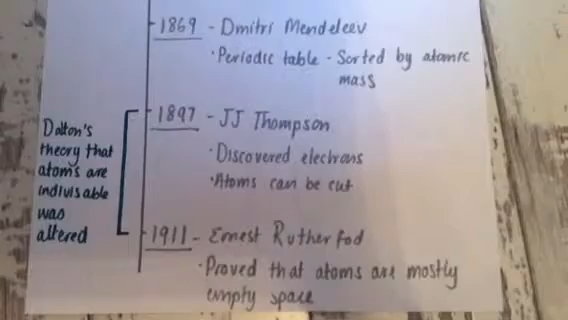 1869 - Dmitri Mendeleev
• Periodic table - Sorted by atomic
mass
1897 - JJ Thompson
• Discovered electrons
• Atoms can be cut
Dalton's
theory that
atoms are
indivisable
was
altered
1911 - Ernest Rutherfod
• Proved that atoms are mostly
empty space